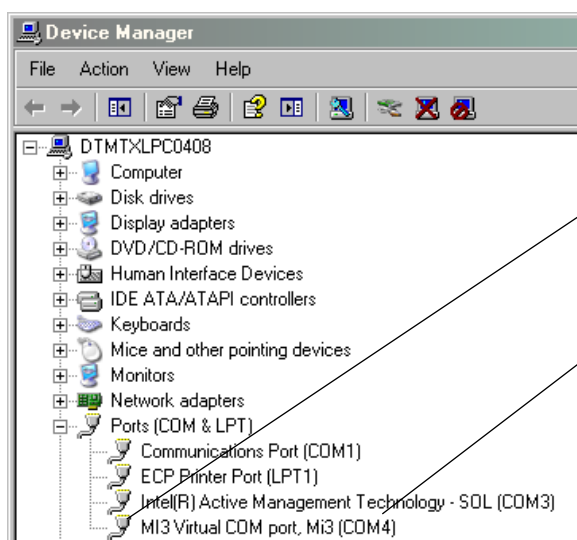 Device Manager
File Action View Help
DTMTXLPC0408
Computer
Disk drives
Display adapters
DVD/CD-ROM drives
Human Interface Devices
IDE ATA/ATAPI controllers
Keyboards
Mice and other pointing devices
Monitors
Network adapters
Ports (COM & LPT)
Communications Port (COM1)
ECP Printer Port (LPT1)
Intel(R) Active Management Technology - SOL (COM3)
MI3 Virtual COM port, Mi3 (COM4)